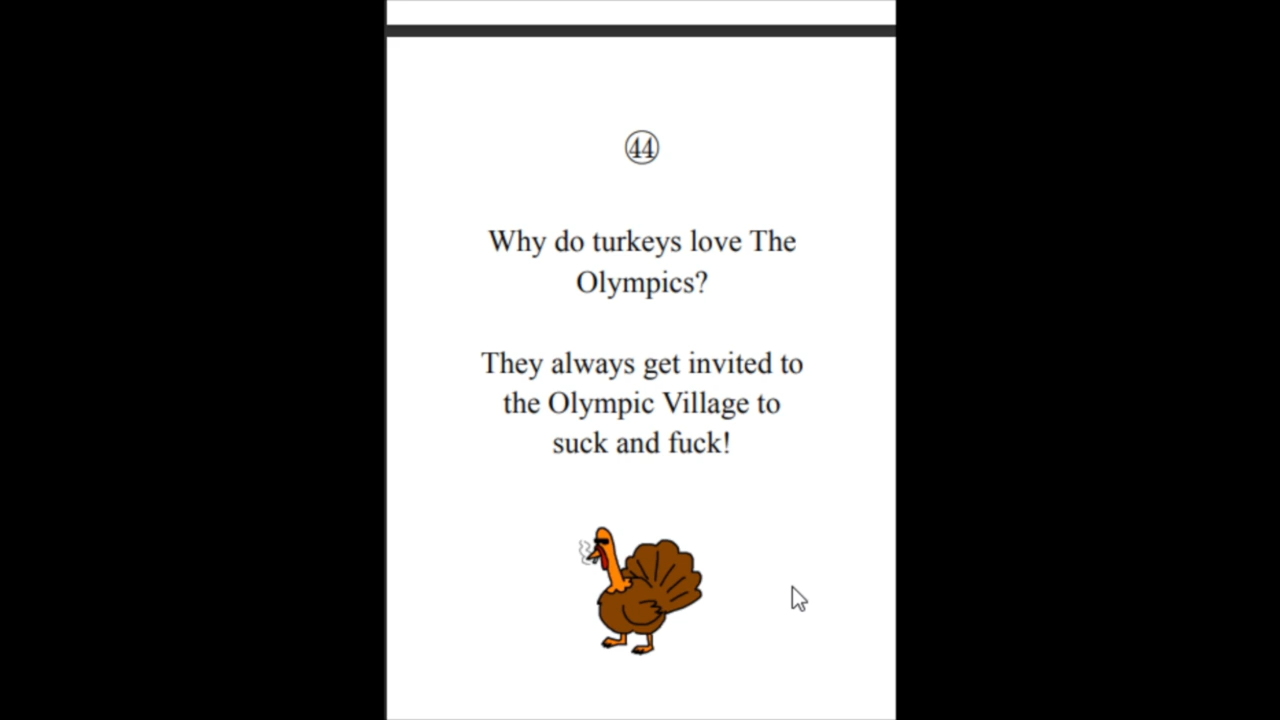 ㊹
Why do turkeys love The
Olympics?
They always get invited to
the Olympic Village to
suck and fuck!